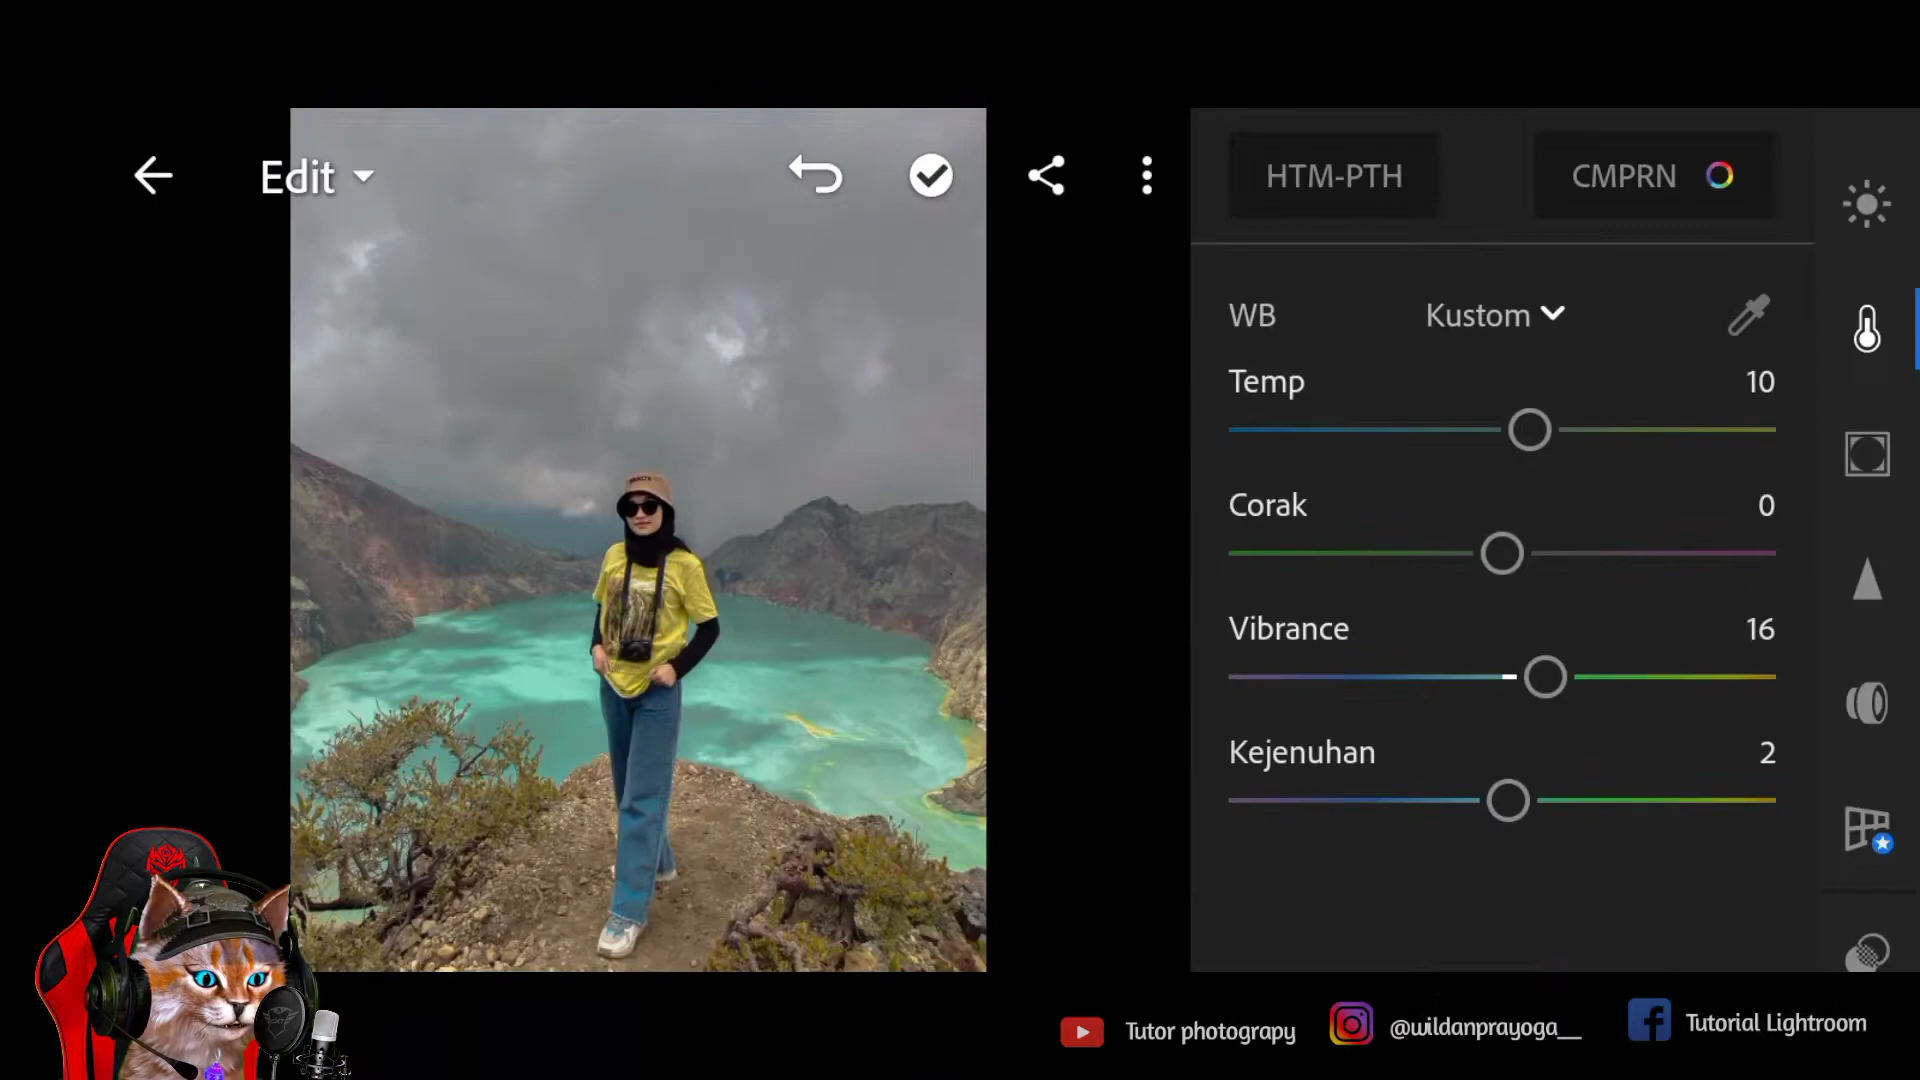 Edit
HTM-PTH
CMPRN
WB
Kustom
Temp
10
Corak
0
Vibrance
16
Kejenuhan
2
Tutor photograpy
@wildanprayoga__
Tutorial Lightroom